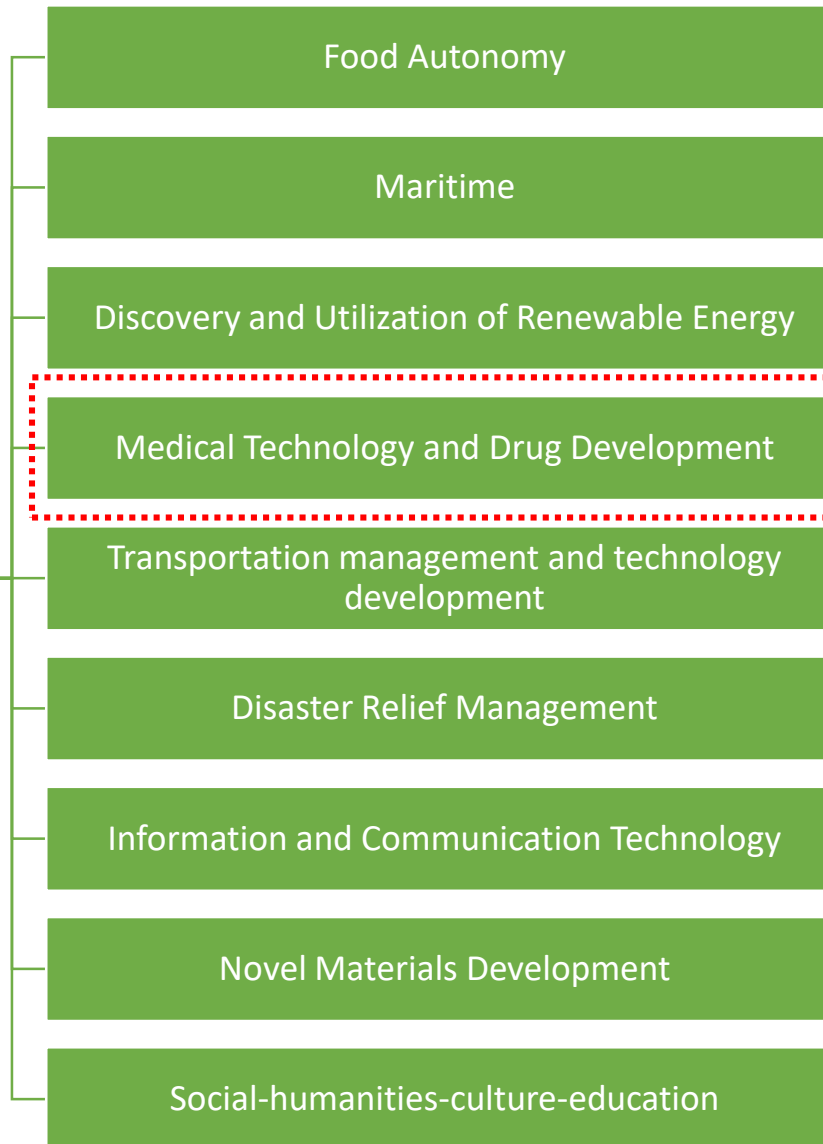 Food Autonomy
Maritime
Discovery and Utilization of Renewable Energy
Medical Technology and Drug Development
Transportation management and technology
development
Disaster Relief Management
Information and Communication Technology
Novel Materials Development
Social-humanities-culture-education